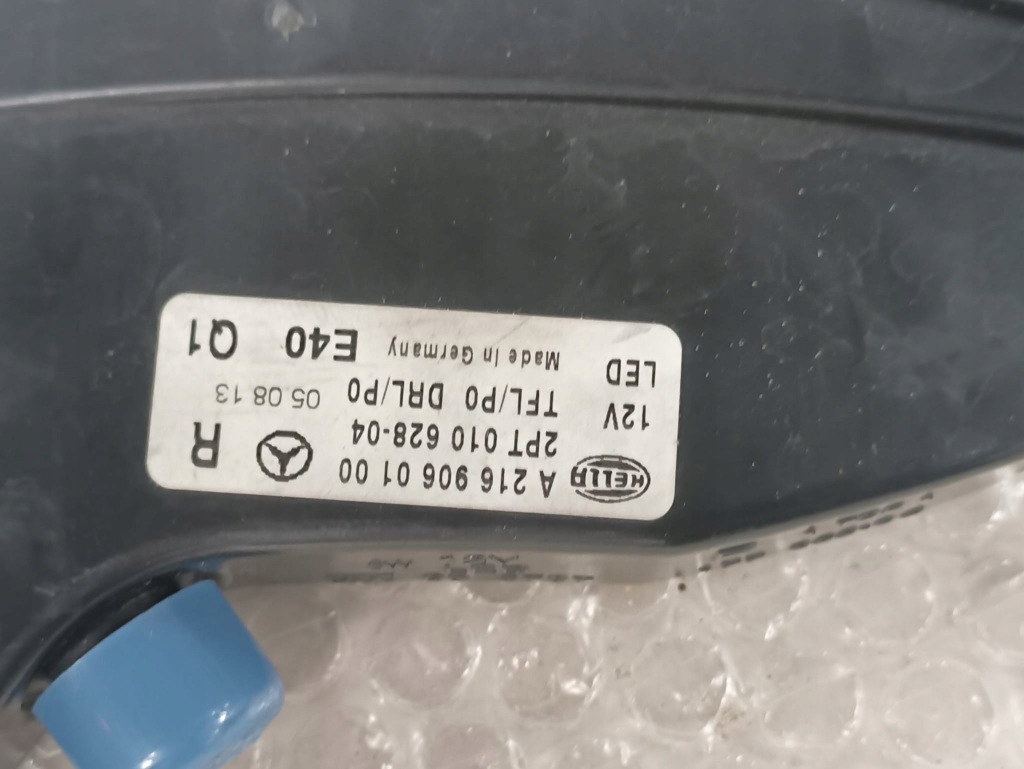 HELLA A 216 906 01 00 R
2PT 010 628-04
12V TFL/P0 DRL/P0 05 08 13
LED Made In Germany E40 Q1